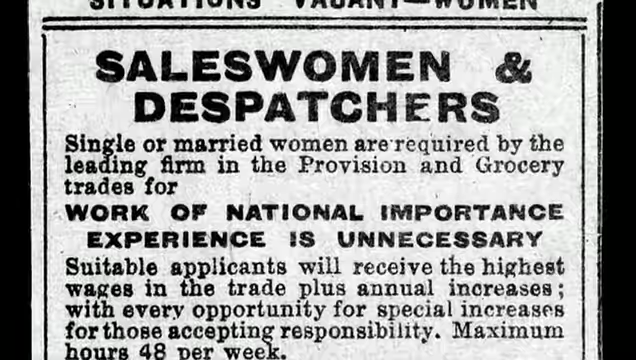 SITUATIONS VACANT—WOMEN
SALESWOMEN &
DESPATCHERS
Single or married women are required by the
leading firm in the Provision and Grocery
trades for
WORK OF NATIONAL IMPORTANCE
EXPERIENCE IS UNNECESSARY
Suitable applicants will receive the highest
wages in the trade plus annual increases;
with every opportunity for special increases
for those accepting responsibility. Maximum
hours 48 per week.